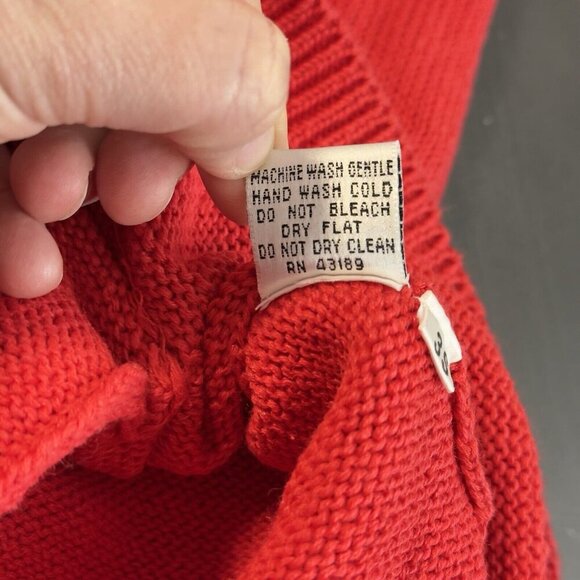 MACHINE WASH GENTLE
HAND WASH COLD
DO NOT BLEACH
DRY FLAT
DO NOT DRY CLEAN
RN 43189